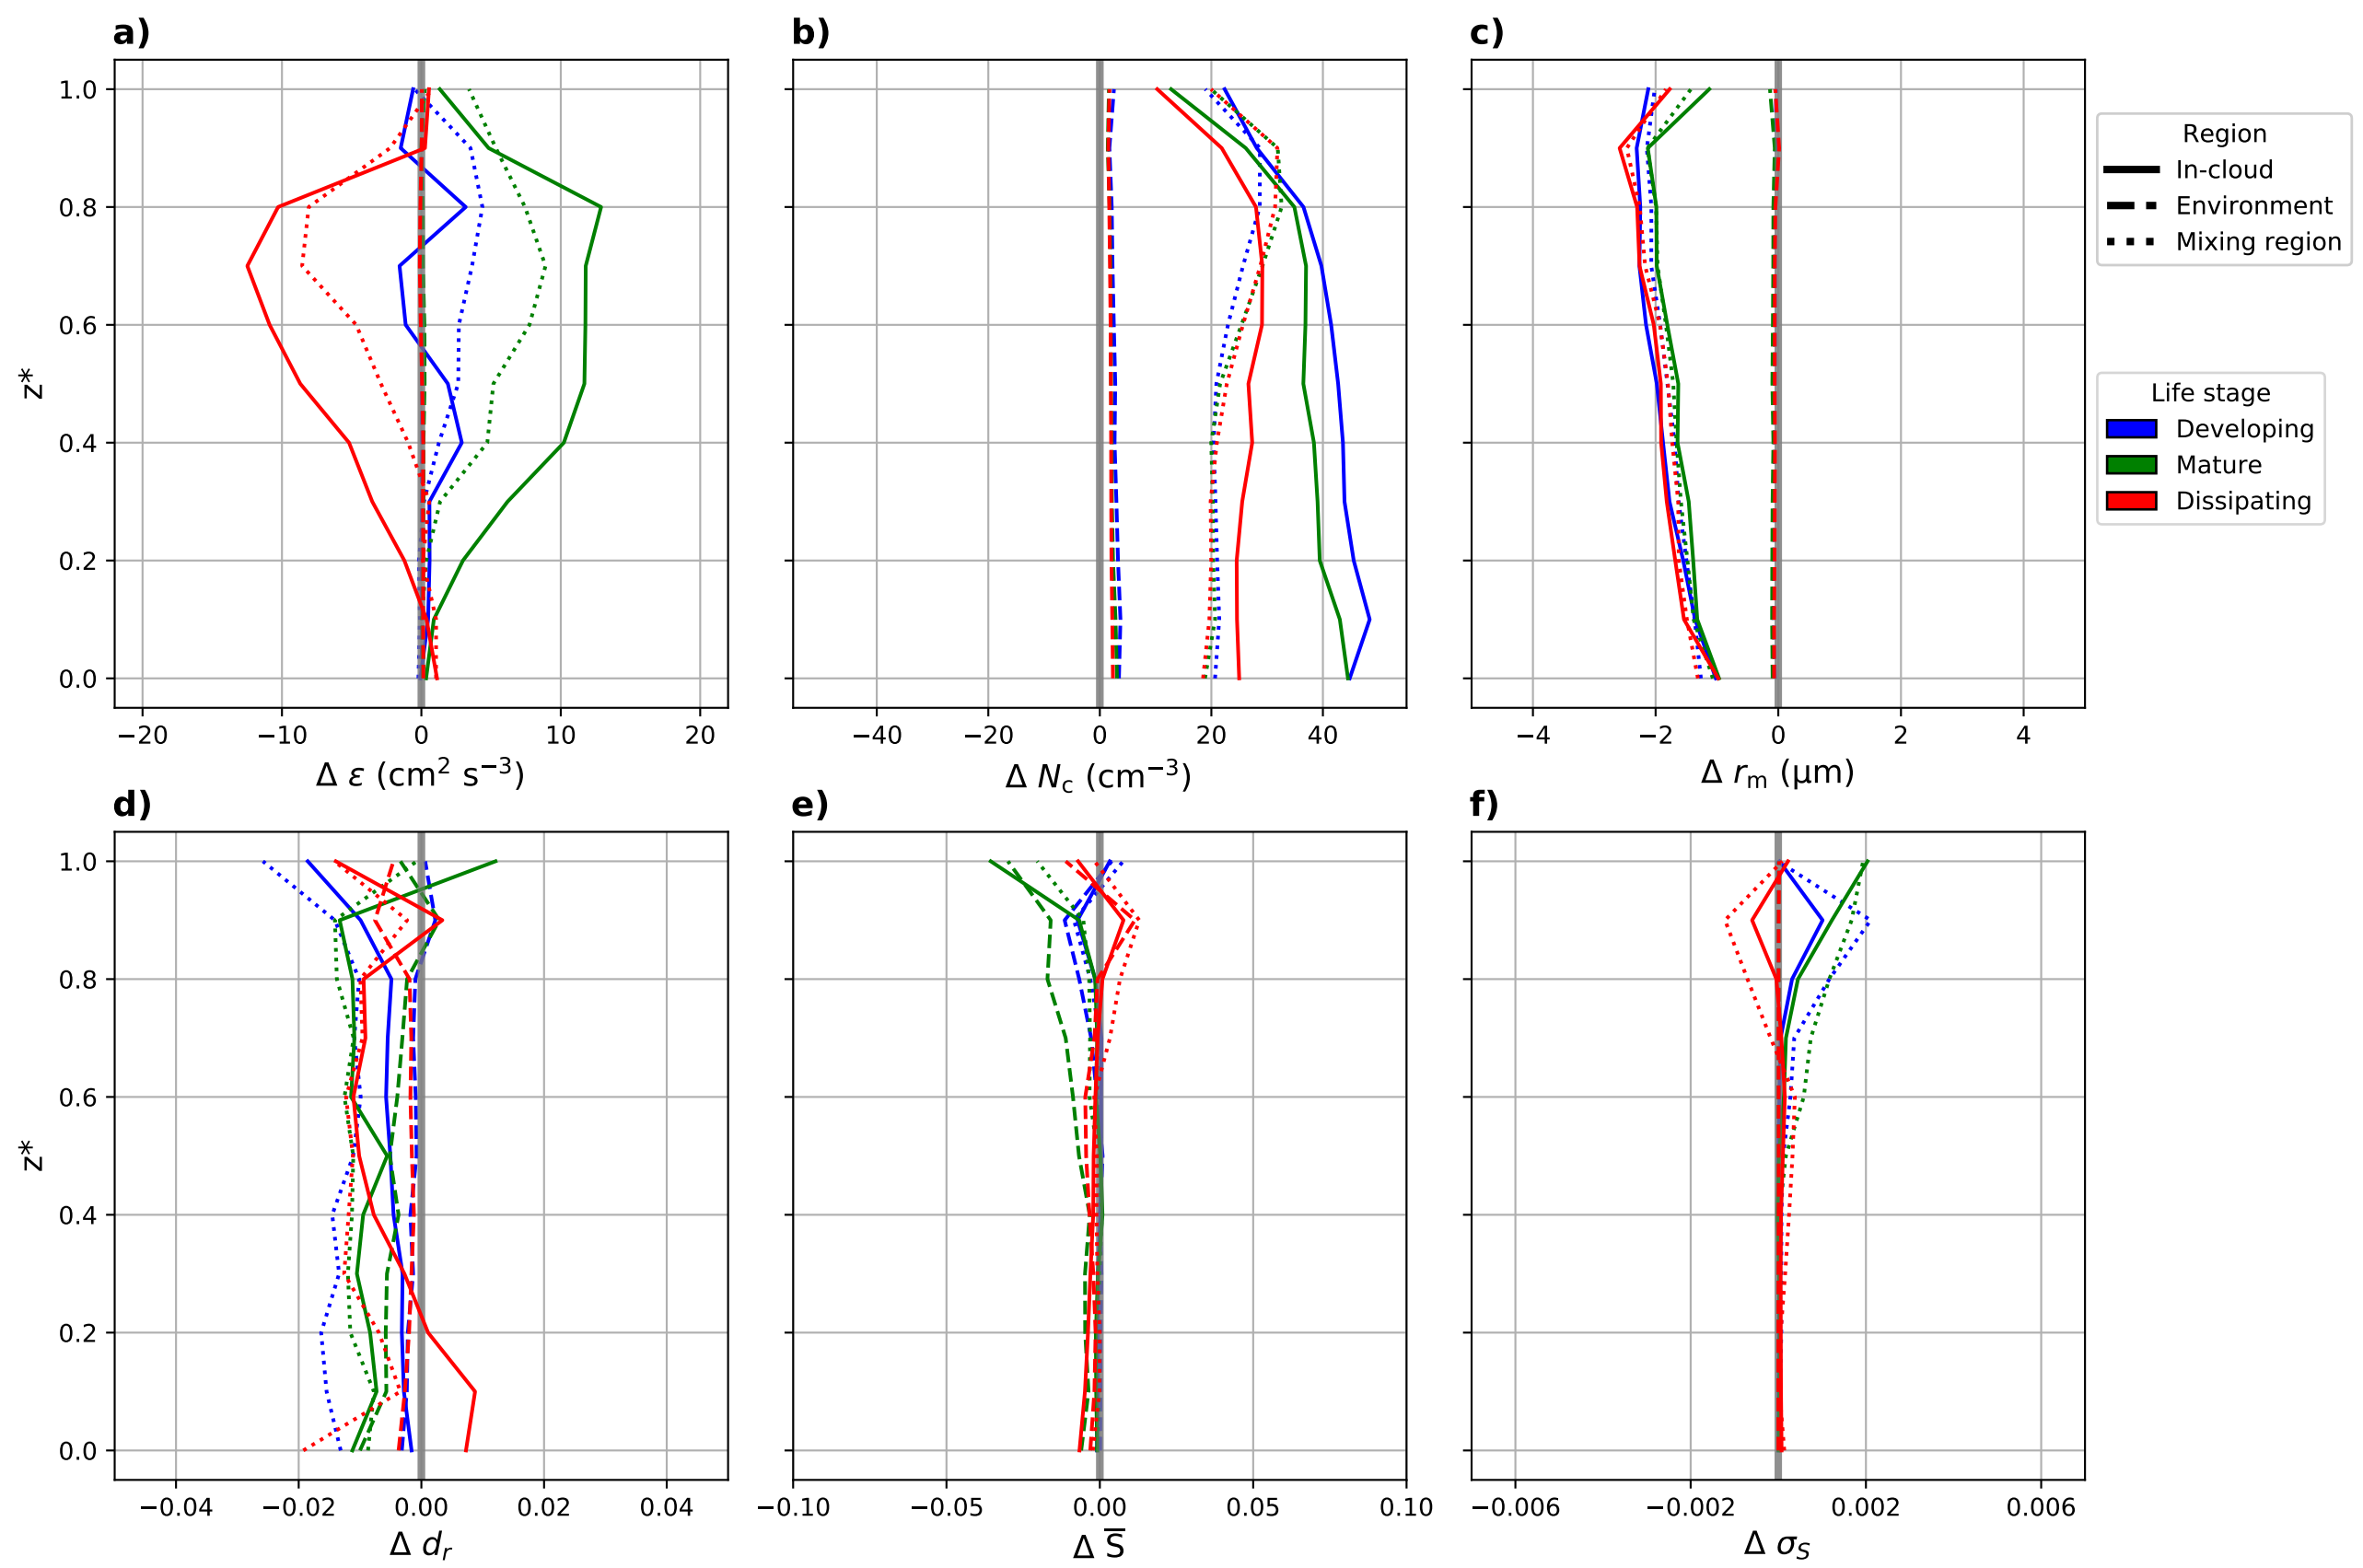 a)
b)
c)
1.0
0.8
0.6
0.4
0.2
0.0
z*
−20 −10 0 10 20
Δ ε (cm² s⁻³)
−40 −20 0 20 40
Δ N_c (cm⁻³)
−4 −2 0 2 4
Δ r_m (µm)
Region
In-cloud
Environment
Mixing region
Life stage
Developing
Mature
Dissipating
d)
e)
f)
1.0
0.8
0.6
0.4
0.2
0.0
z*
−0.04 −0.02 0.00 0.02 0.04
Δ d_r
−0.10 −0.05 0.00 0.05 0.10
Δ S̅
−0.006 −0.002 0.002 0.006
Δ σ_S